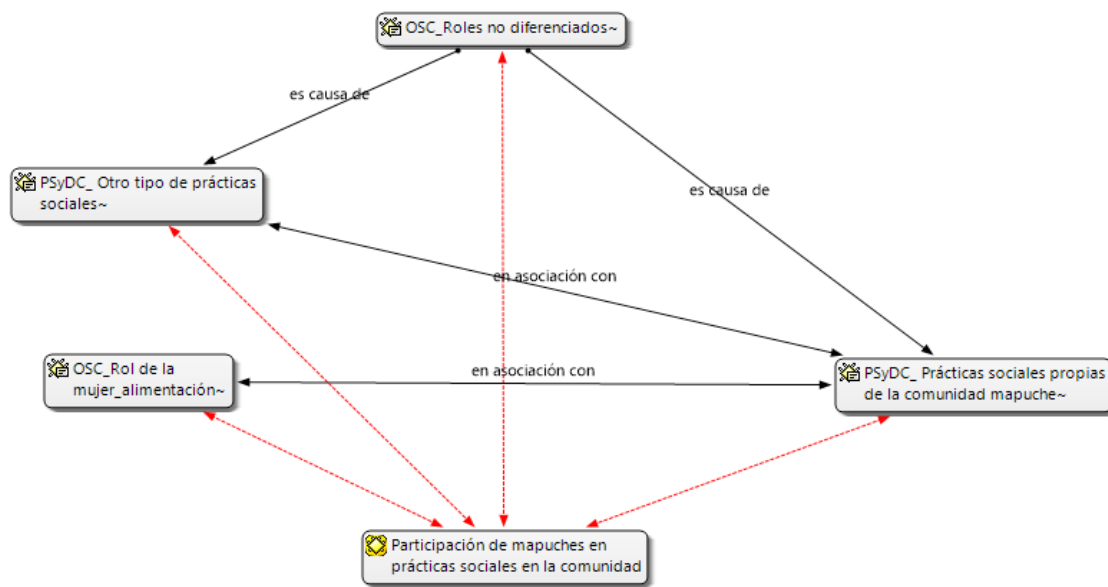 OSC_Roles no diferenciados~
es causa de
PSyDC_ Otro tipo de prácticas
sociales~
es causa de
en asociación con
OSC_Rol de la
mujer_alimentación~
en asociación con
PSyDC_ Prácticas sociales propias
de la comunidad mapuche~
Participación de mapuches en
prácticas sociales en la comunidad